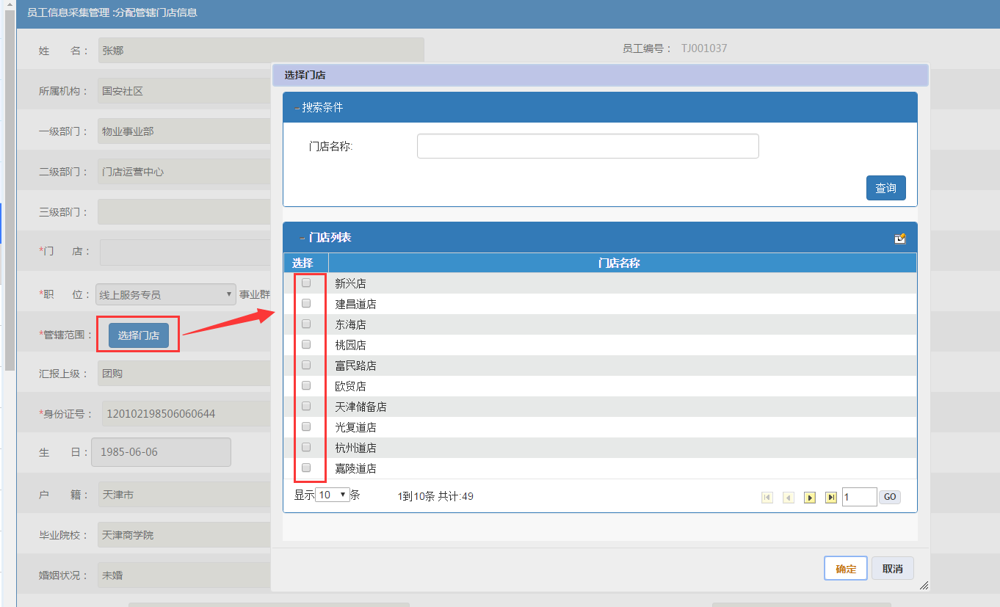 员工信息采集管理 :分配管辖门店信息
姓 名： 张娜 员工编号： TJ001037
所属机构： 国安社区
一级部门： 物业事业部
二级部门： 门店运营中心
三级部门：
*门 店：
*职 位： 线上服务专员 事业群
*管辖范围： 选择门店
汇报上级： 团购
*身份证号： 120102198506060644
生 日： 1985-06-06
户 籍： 天津市
毕业院校： 天津商学院
婚姻状况： 未婚
选择门店
搜索条件
门店名称:
查询
门店列表
选择 门店名称
新兴店
建昌道店
东海店
桃园店
富民路店
欧贸店
天津储备店
光复道店
杭州道店
嘉陵道店
显示 10 条 1到10条 共计:49 1 GO
确定 取消